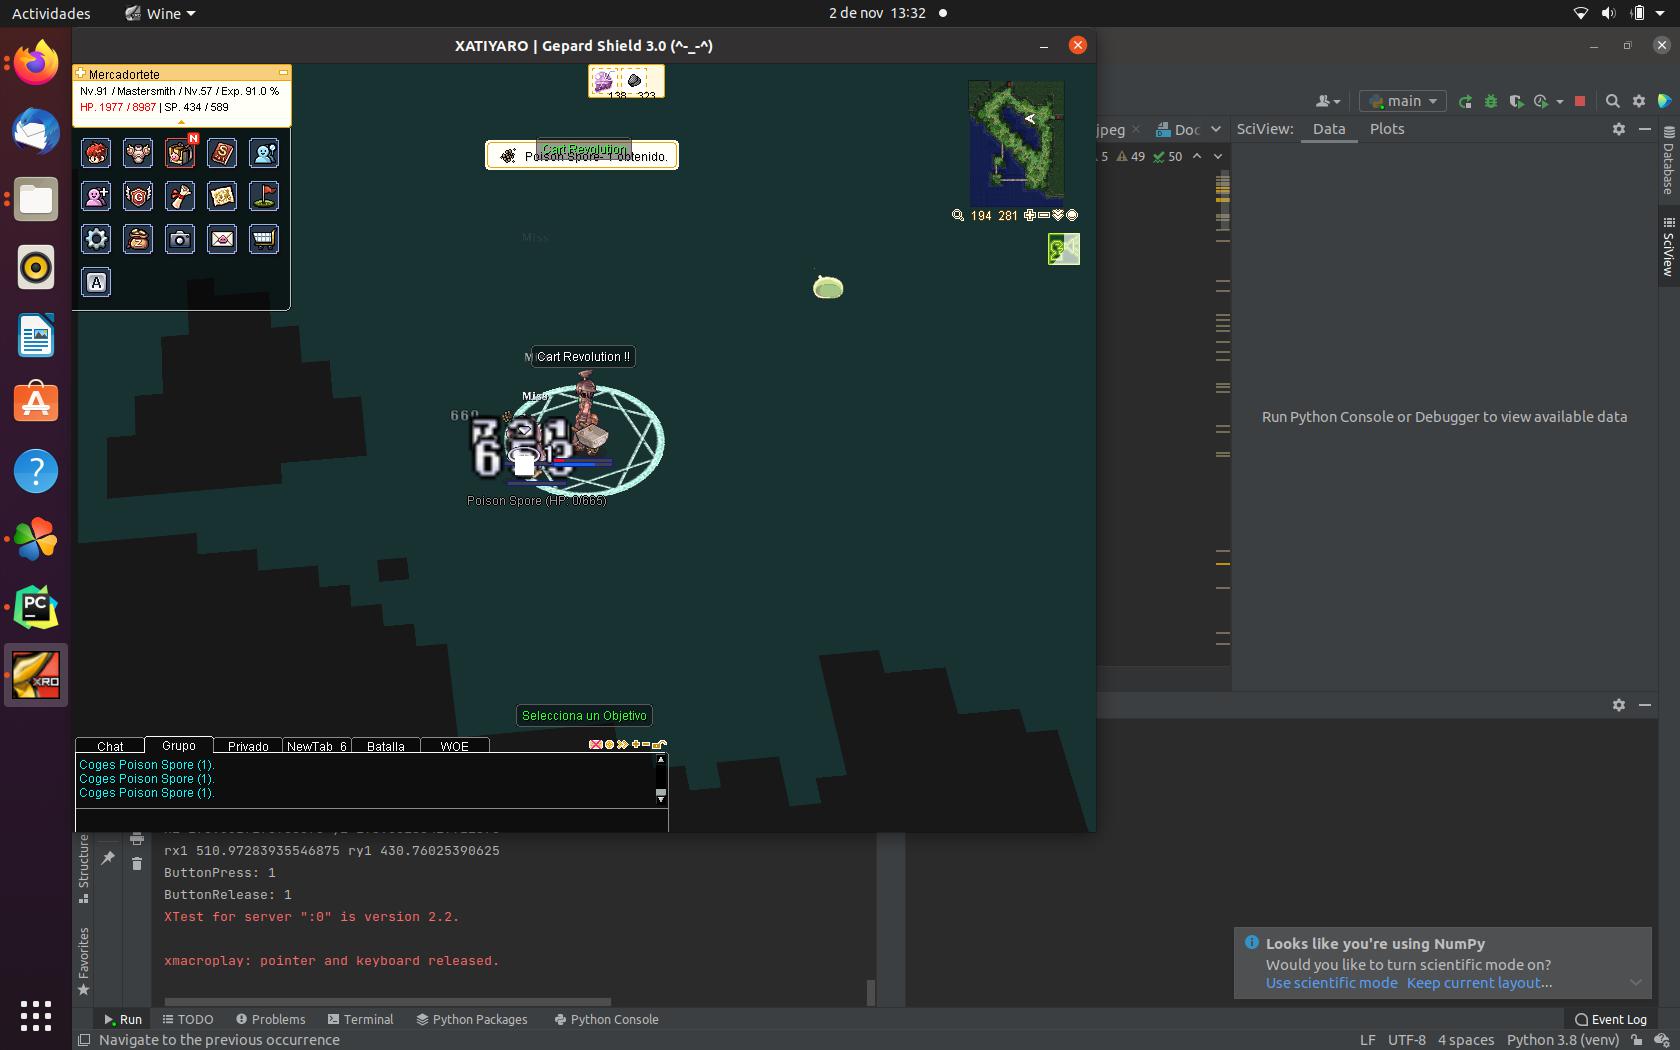 Actividades
Wine
2 de nov 13:32
XATIYARO | Gepard Shield 3.0 (^-_-^)
Mercadortete
Nv.91 / Mastersmith / Nv.57 / Exp. 91.0 %
HP. 1977 / 8987 | SP. 434 / 589
138 323
N
A
Cart Revolution
Poison Spore- 1 obtenido.
194 281
Miss
Cart Revolution !!
Miss
660
Poison Spore (HP: 0/665)
Selecciona un Objetivo
Chat Grupo Privado NewTab_6 Batalla WOE
Coges Poison Spore (1).
Coges Poison Spore (1).
Coges Poison Spore (1).
main
jpeg
Doc
SciView: Data Plots
5 49 50
Database
SciView
Run Python Console or Debugger to view available data
PC
XRO
rx1 510.97283935546875 ry1 430.76025390625
ButtonPress: 1
ButtonRelease: 1
XTest for server ":0" is version 2.2.
xmacroplay: pointer and keyboard released.
Structure
Favorites
Looks like you're using NumPy
Would you like to turn scientific mode on?
Use scientific mode Keep current layout...
Run TODO Problems Terminal Python Packages Python Console
Event Log
Navigate to the previous occurrence
LF UTF-8 4 spaces Python 3.8 (venv)